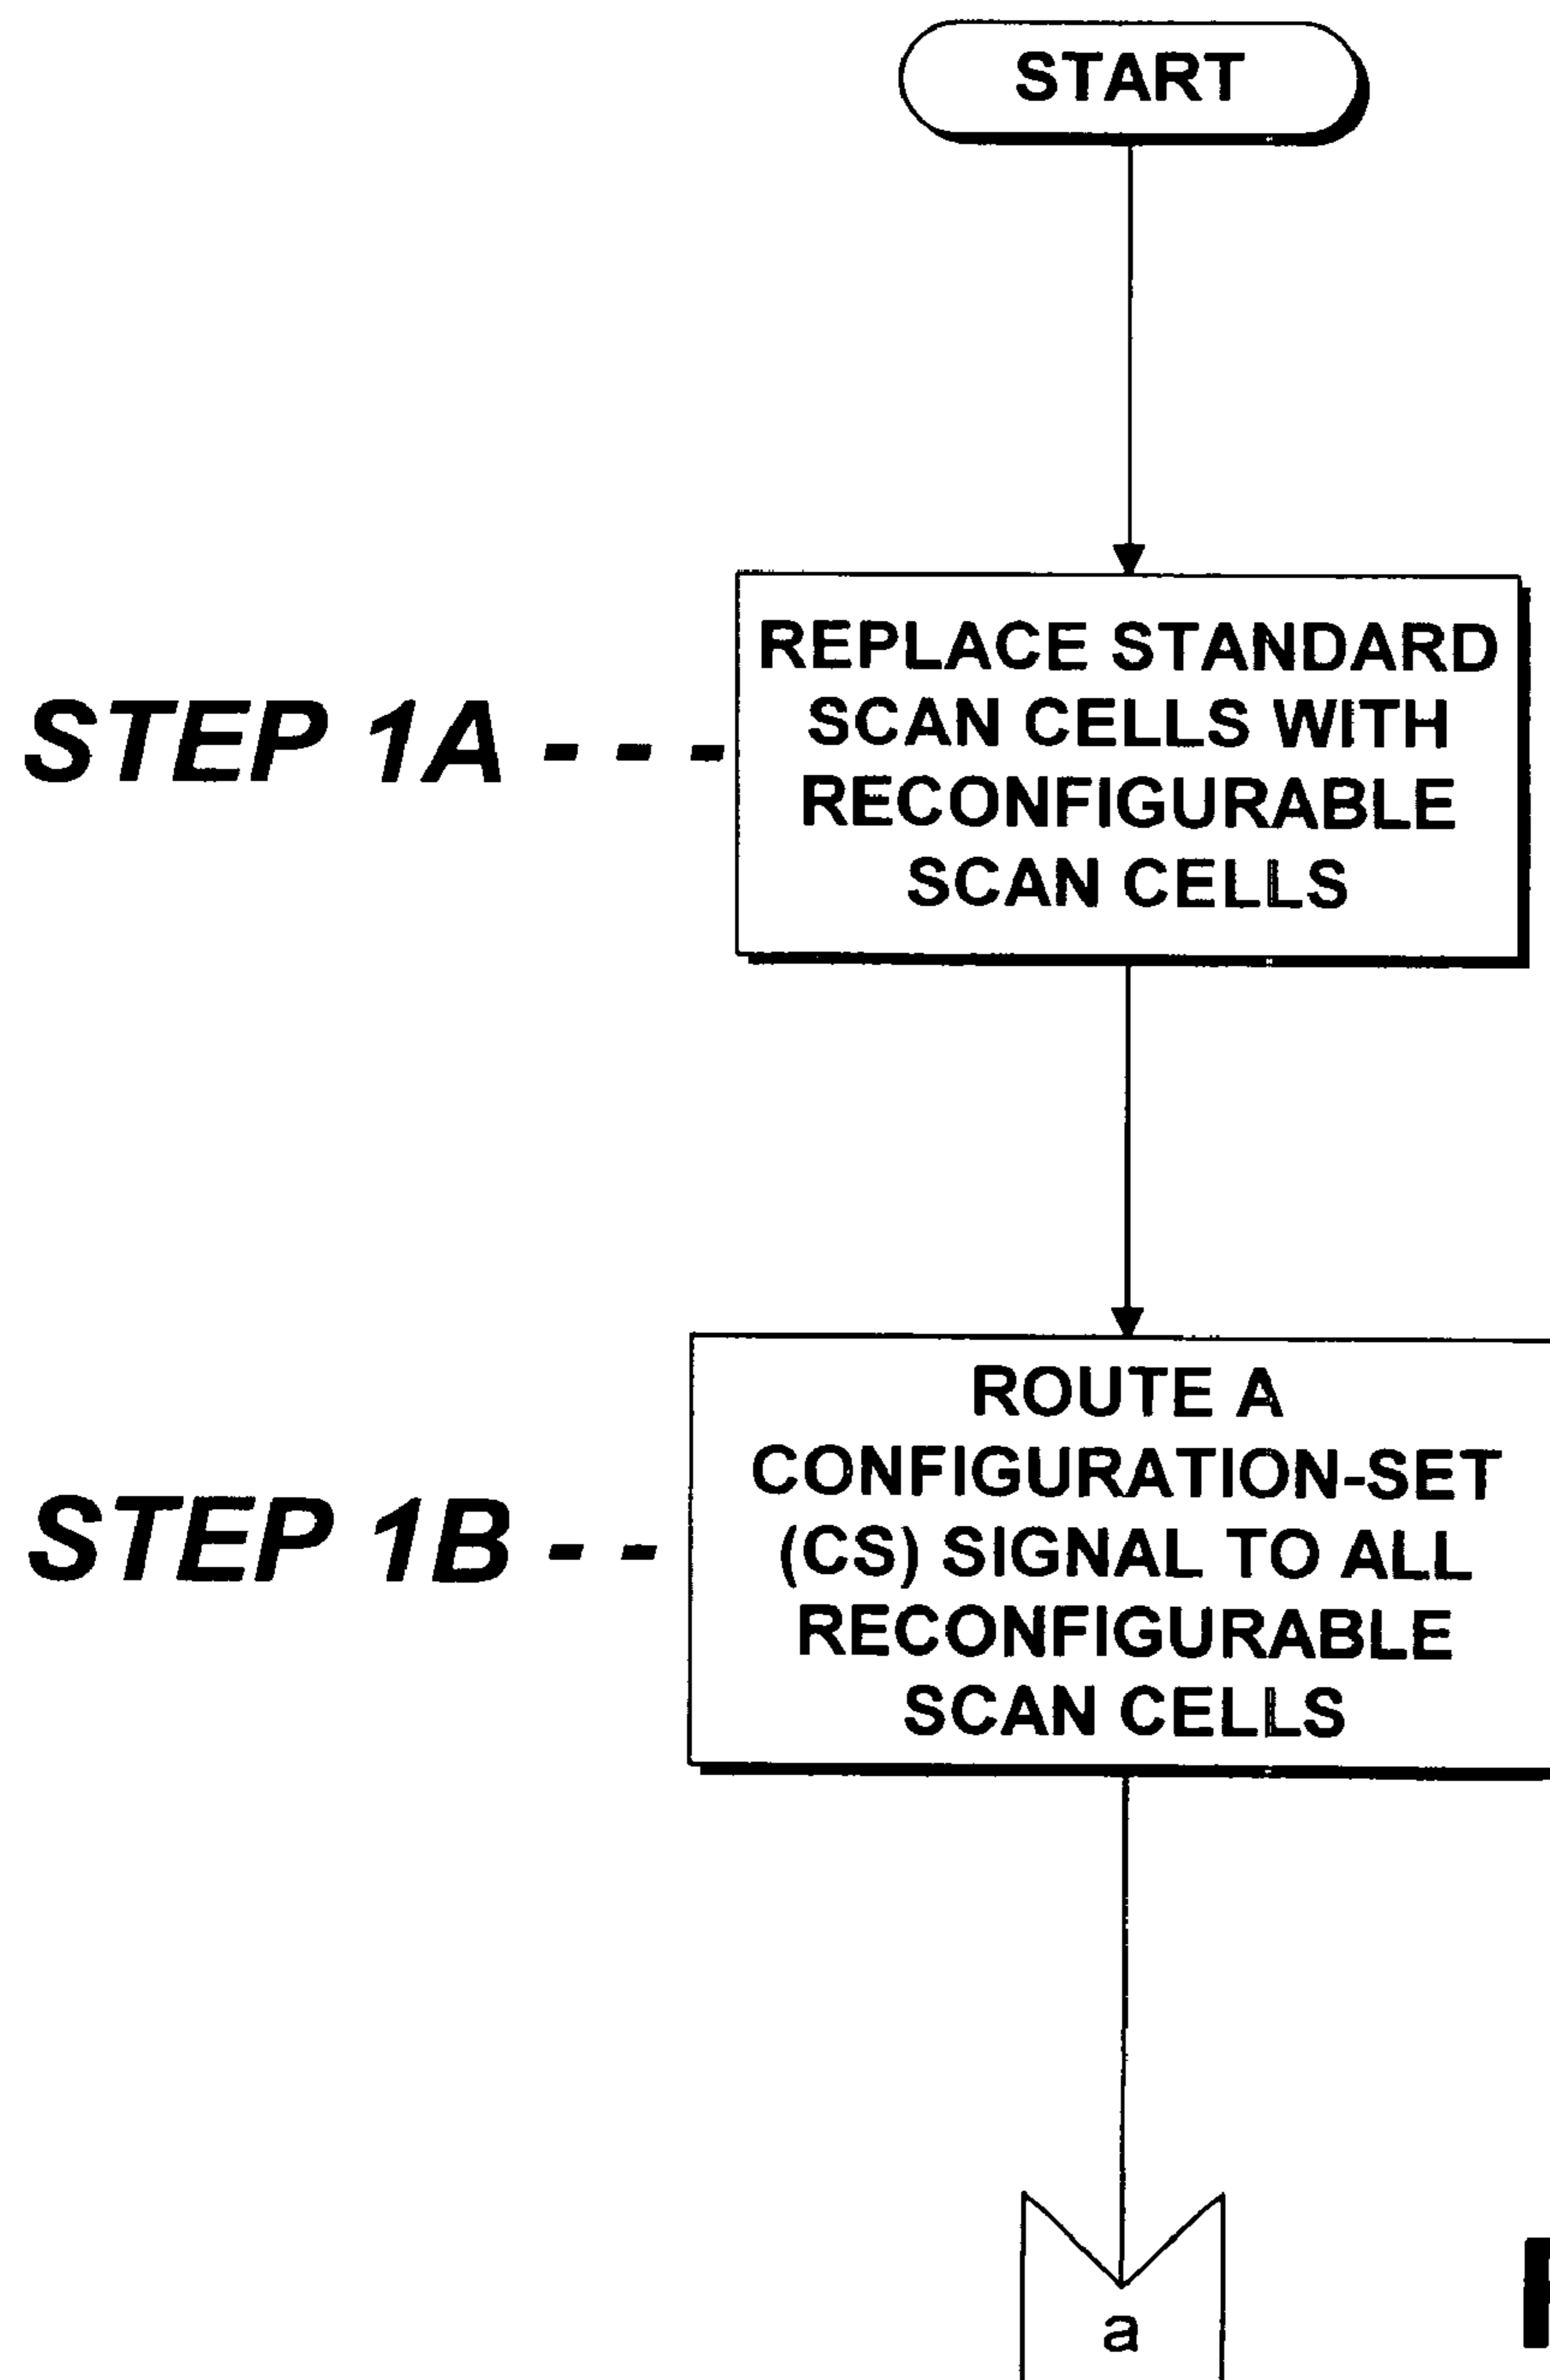 START
REPLACE STANDARD
SCAN CELLS WITH
RECONFIGURABLE
SCAN CELLS
STEP 1A - - -
ROUTE A
CONFIGURATION-SET
(CS) SIGNAL TO ALL
RECONFIGURABLE
SCAN CELLS
STEP 1B - -
a